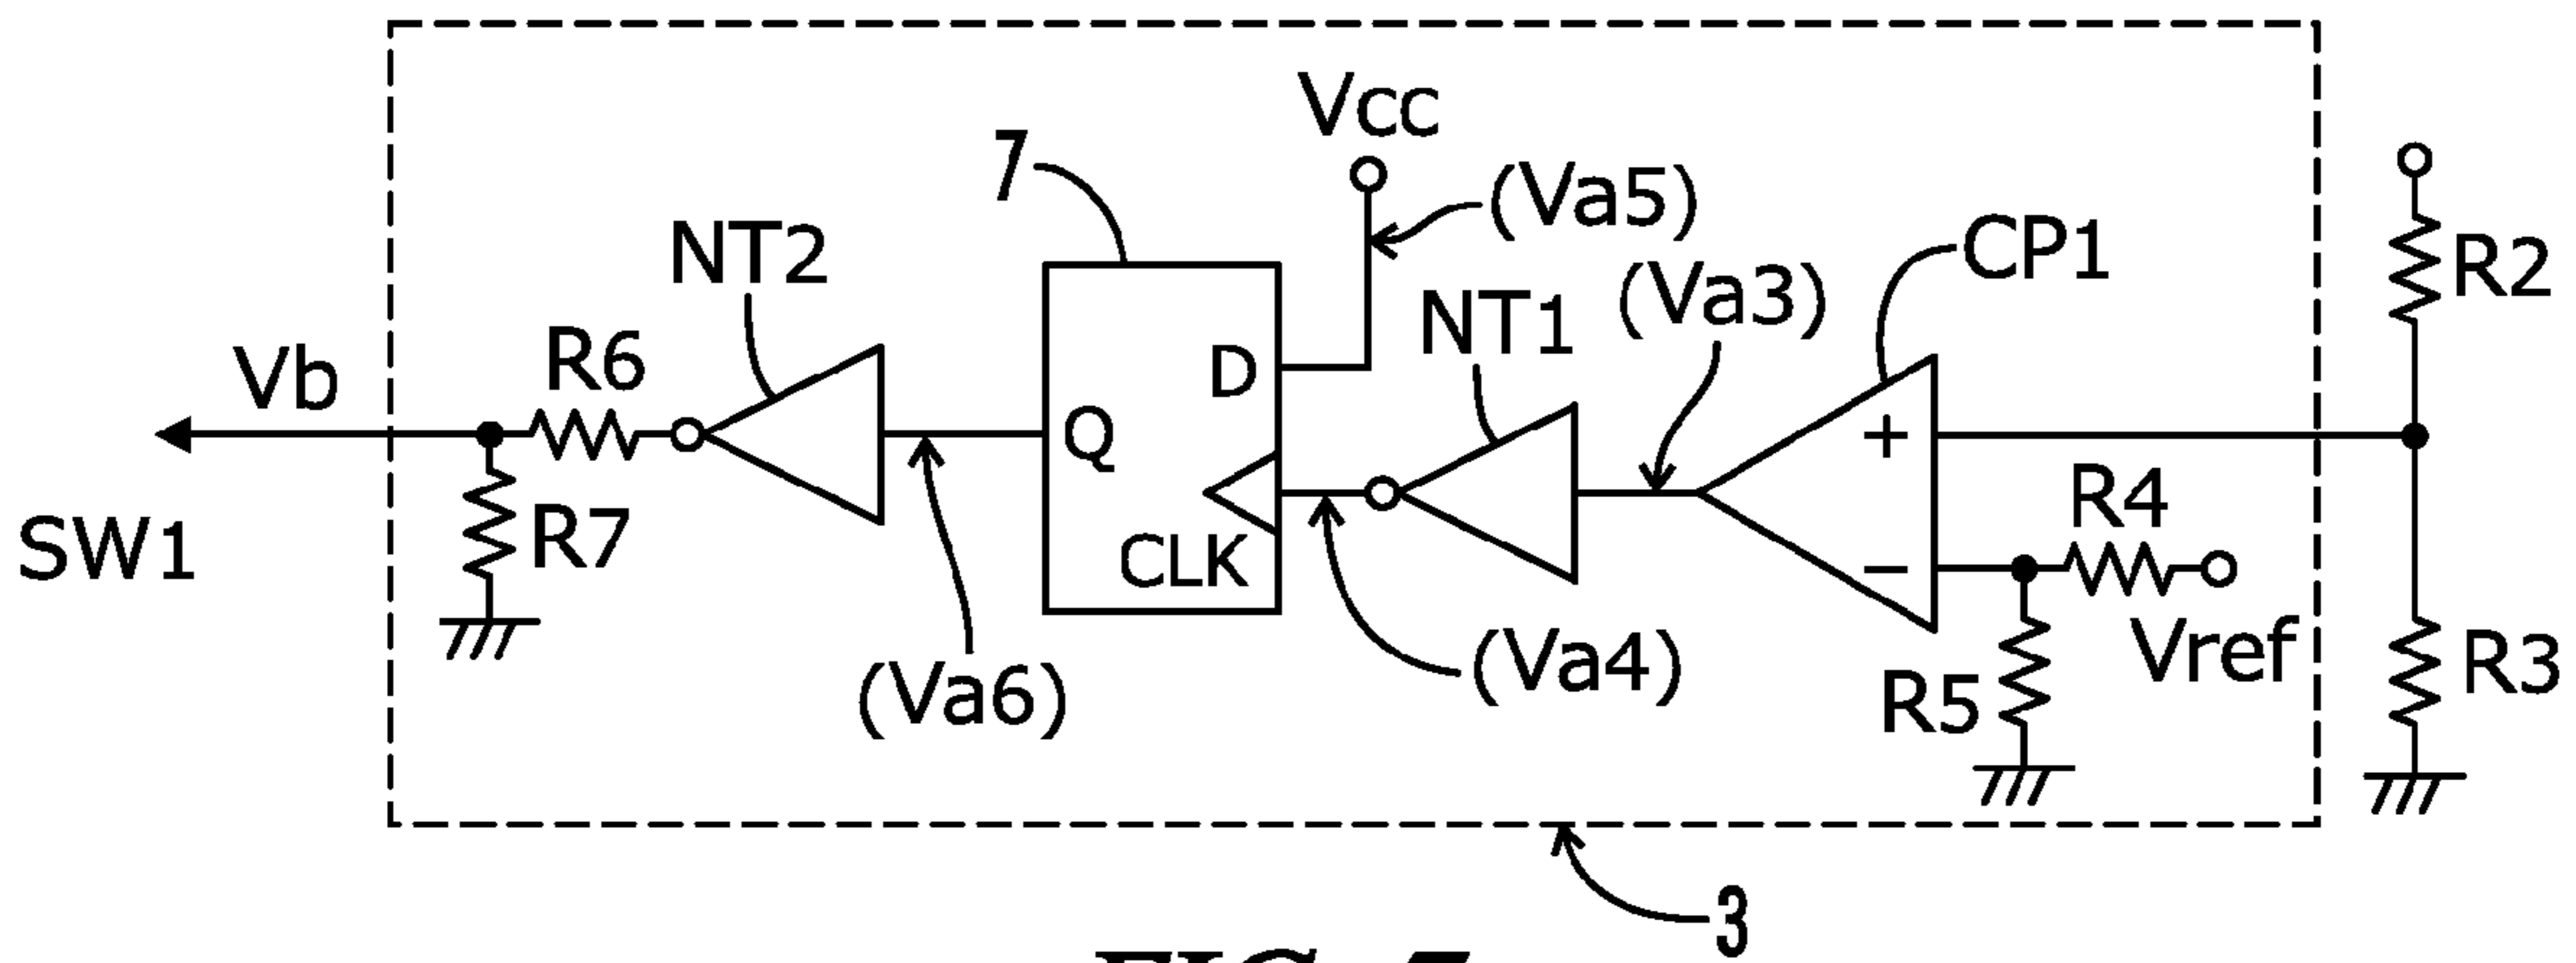 Vcc
7
(Va5)
NT2
CP1
R2
(Va3)
NT1
R6
Vb
D
Q
R4
SW1
R7
CLK
Vref
(Va6)
(Va4)
R5
R3
3